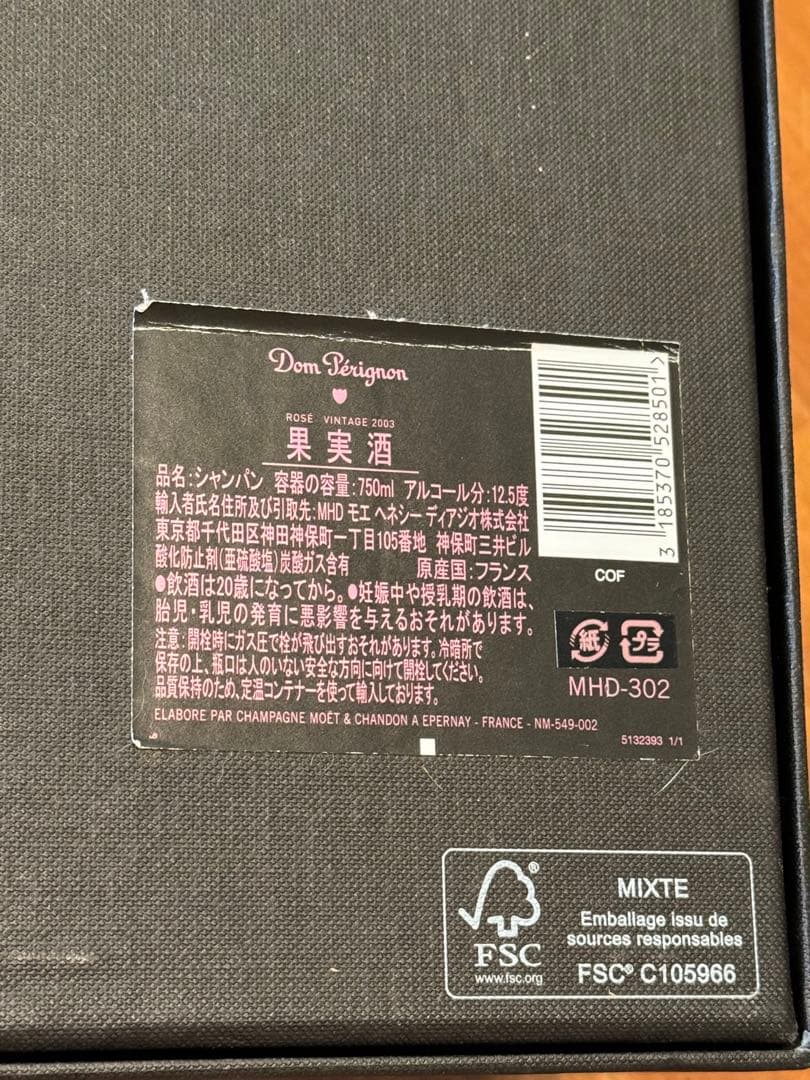 Dom Pérignon
ROSÉ VINTAGE 2003
果実酒
品名:シャンパン 容器の容量:750ml アルコール分:12.5度
輸入者氏名住所及び引取先:MHD モエ ヘネシー ディアジオ株式会社
東京都千代田区神田神保町一丁目105番地 神保町三井ビル
酸化防止剤(亜硫酸塩)炭酸ガス含有 原産国:フランス
●飲酒は20歳になってから。●妊娠中や授乳期の飲酒は、
胎児・乳児の発育に悪影響を与えるおそれがあります。
注意:開栓時にガス圧で栓が飛び出すおそれがあります。冷暗所で
保存の上、瓶口は人のいない安全な方向に向けて開栓してください。
品質保持のため、定温コンテナーを使って輸入しております。
ELABORE PAR CHAMPAGNE MOËT & CHANDON A EPERNAY - FRANCE - NM-549-002
3 185370 528501 >
COF
紙 プラ
MHD-302
5132393 1/1
FSC®
www.fsc.org
MIXTE
Emballage issu de
sources responsables
FSC® C105966